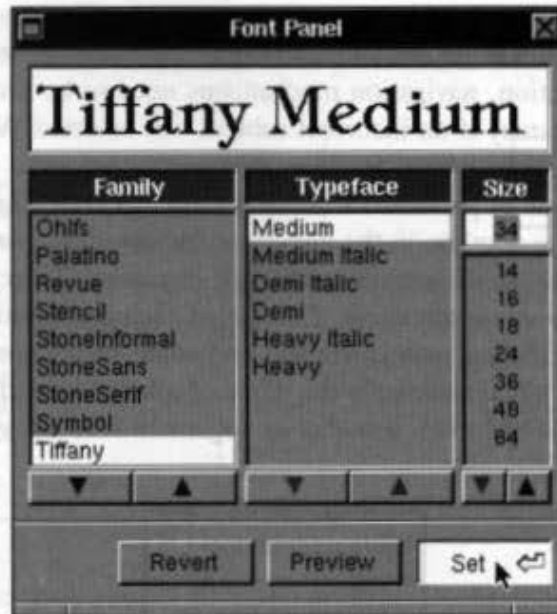 Font Panel
Tiffany Medium
Family
Typeface
Size
Ohlfs
Palatino
Revue
Stencil
StoneInformal
StoneSans
StoneSerif
Symbol
Tiffany
Medium
Medium Italic
Demi Italic
Demi
Heavy Italic
Heavy
34
14
16
18
24
36
48
64
Revert
Preview
Set